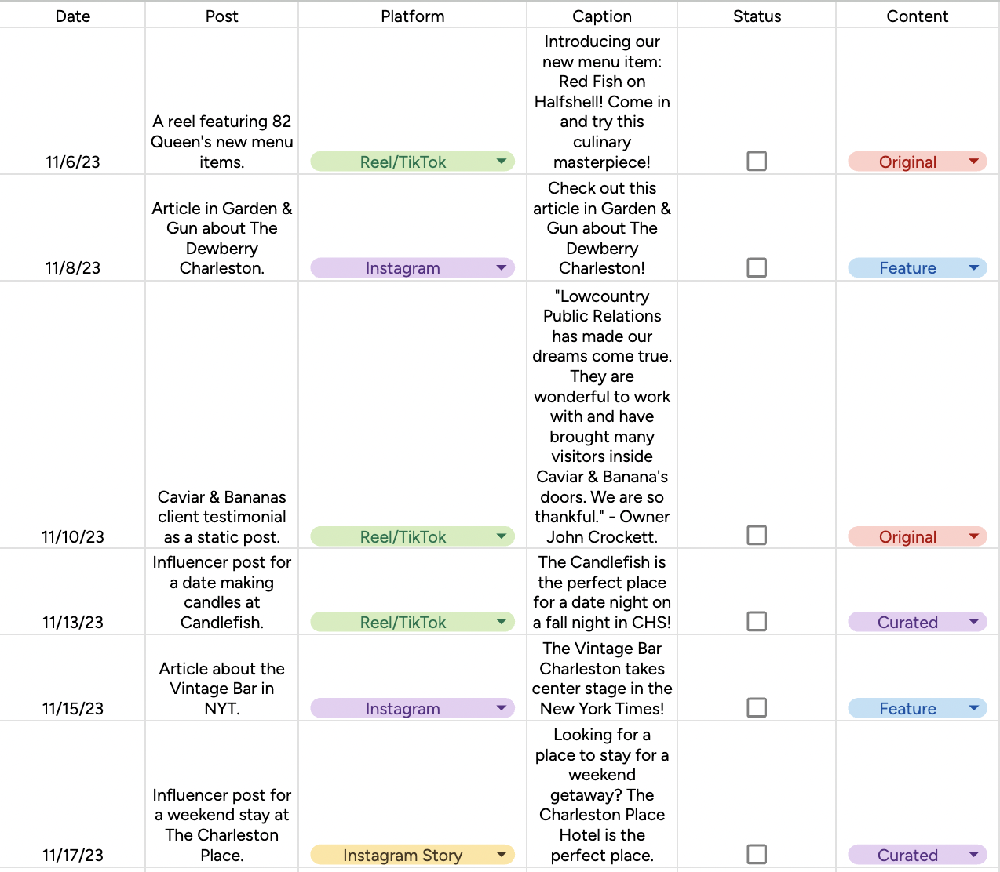 Date Post Platform Caption Status Content
11/6/23
A reel featuring 82
Queen's new menu
items.
Reel/TikTok
Introducing our
new menu item:
Red Fish on
Halfshell! Come in
and try this
culinary
masterpiece!
Original
11/8/23
Article in Garden &
Gun about The
Dewberry
Charleston.
Instagram
Check out this
article in Garden &
Gun about The
Dewberry
Charleston!
Feature
11/10/23
Caviar & Bananas
client testimonial
as a static post.
Reel/TikTok
"Lowcountry
Public Relations
has made our
dreams come true.
They are
wonderful to work
with and have
brought many
visitors inside
Caviar & Banana's
doors. We are so
thankful." - Owner
John Crockett.
Original
11/13/23
Influencer post for
a date making
candles at
Candlefish.
Reel/TikTok
The Candlefish is
the perfect place
for a date night on
a fall night in CHS!
Curated
11/15/23
Article about the
Vintage Bar in
NYT.
Instagram
The Vintage Bar
Charleston takes
center stage in the
New York Times!
Feature
11/17/23
Influencer post for
a weekend stay at
The Charleston
Place.
Instagram Story
Looking for a
place to stay for a
weekend
getaway? The
Charleston Place
Hotel is the
perfect place.
Curated